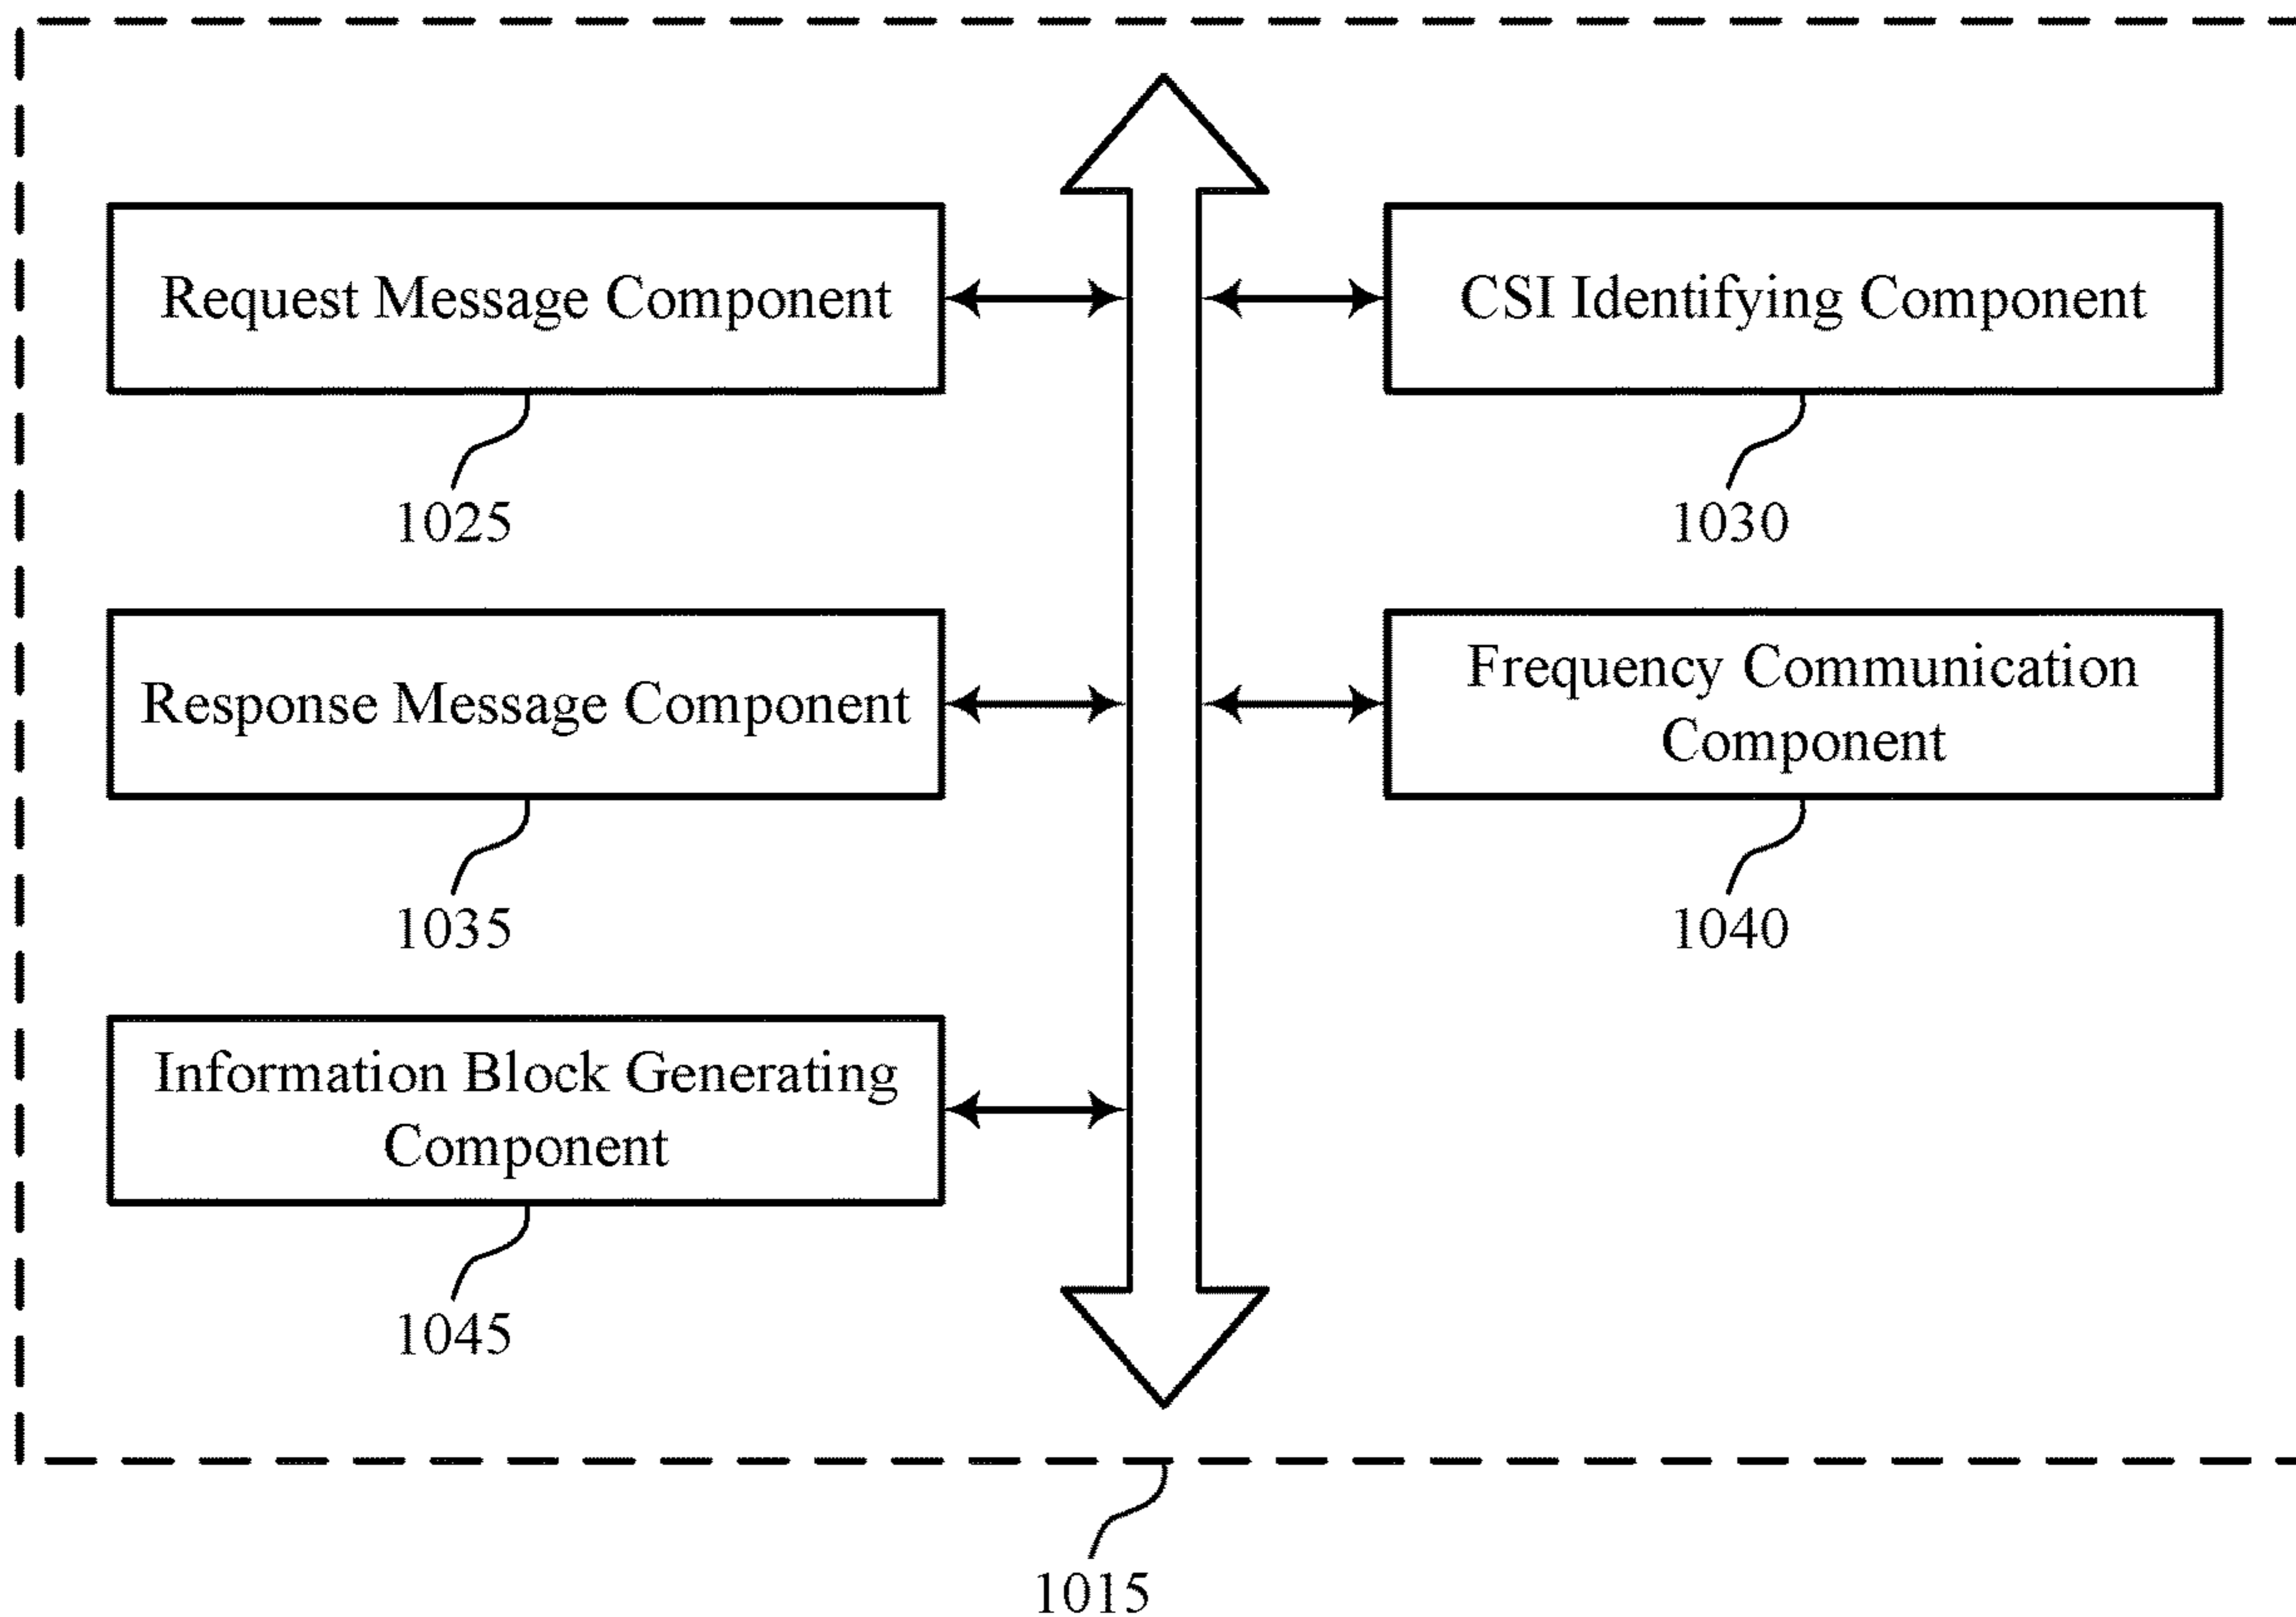 Request Message Component
CSI Identifying Component
1025
1030
Response Message Component
Frequency Communication
Component
1035
1040
Information Block Generating
Component
1045
1015